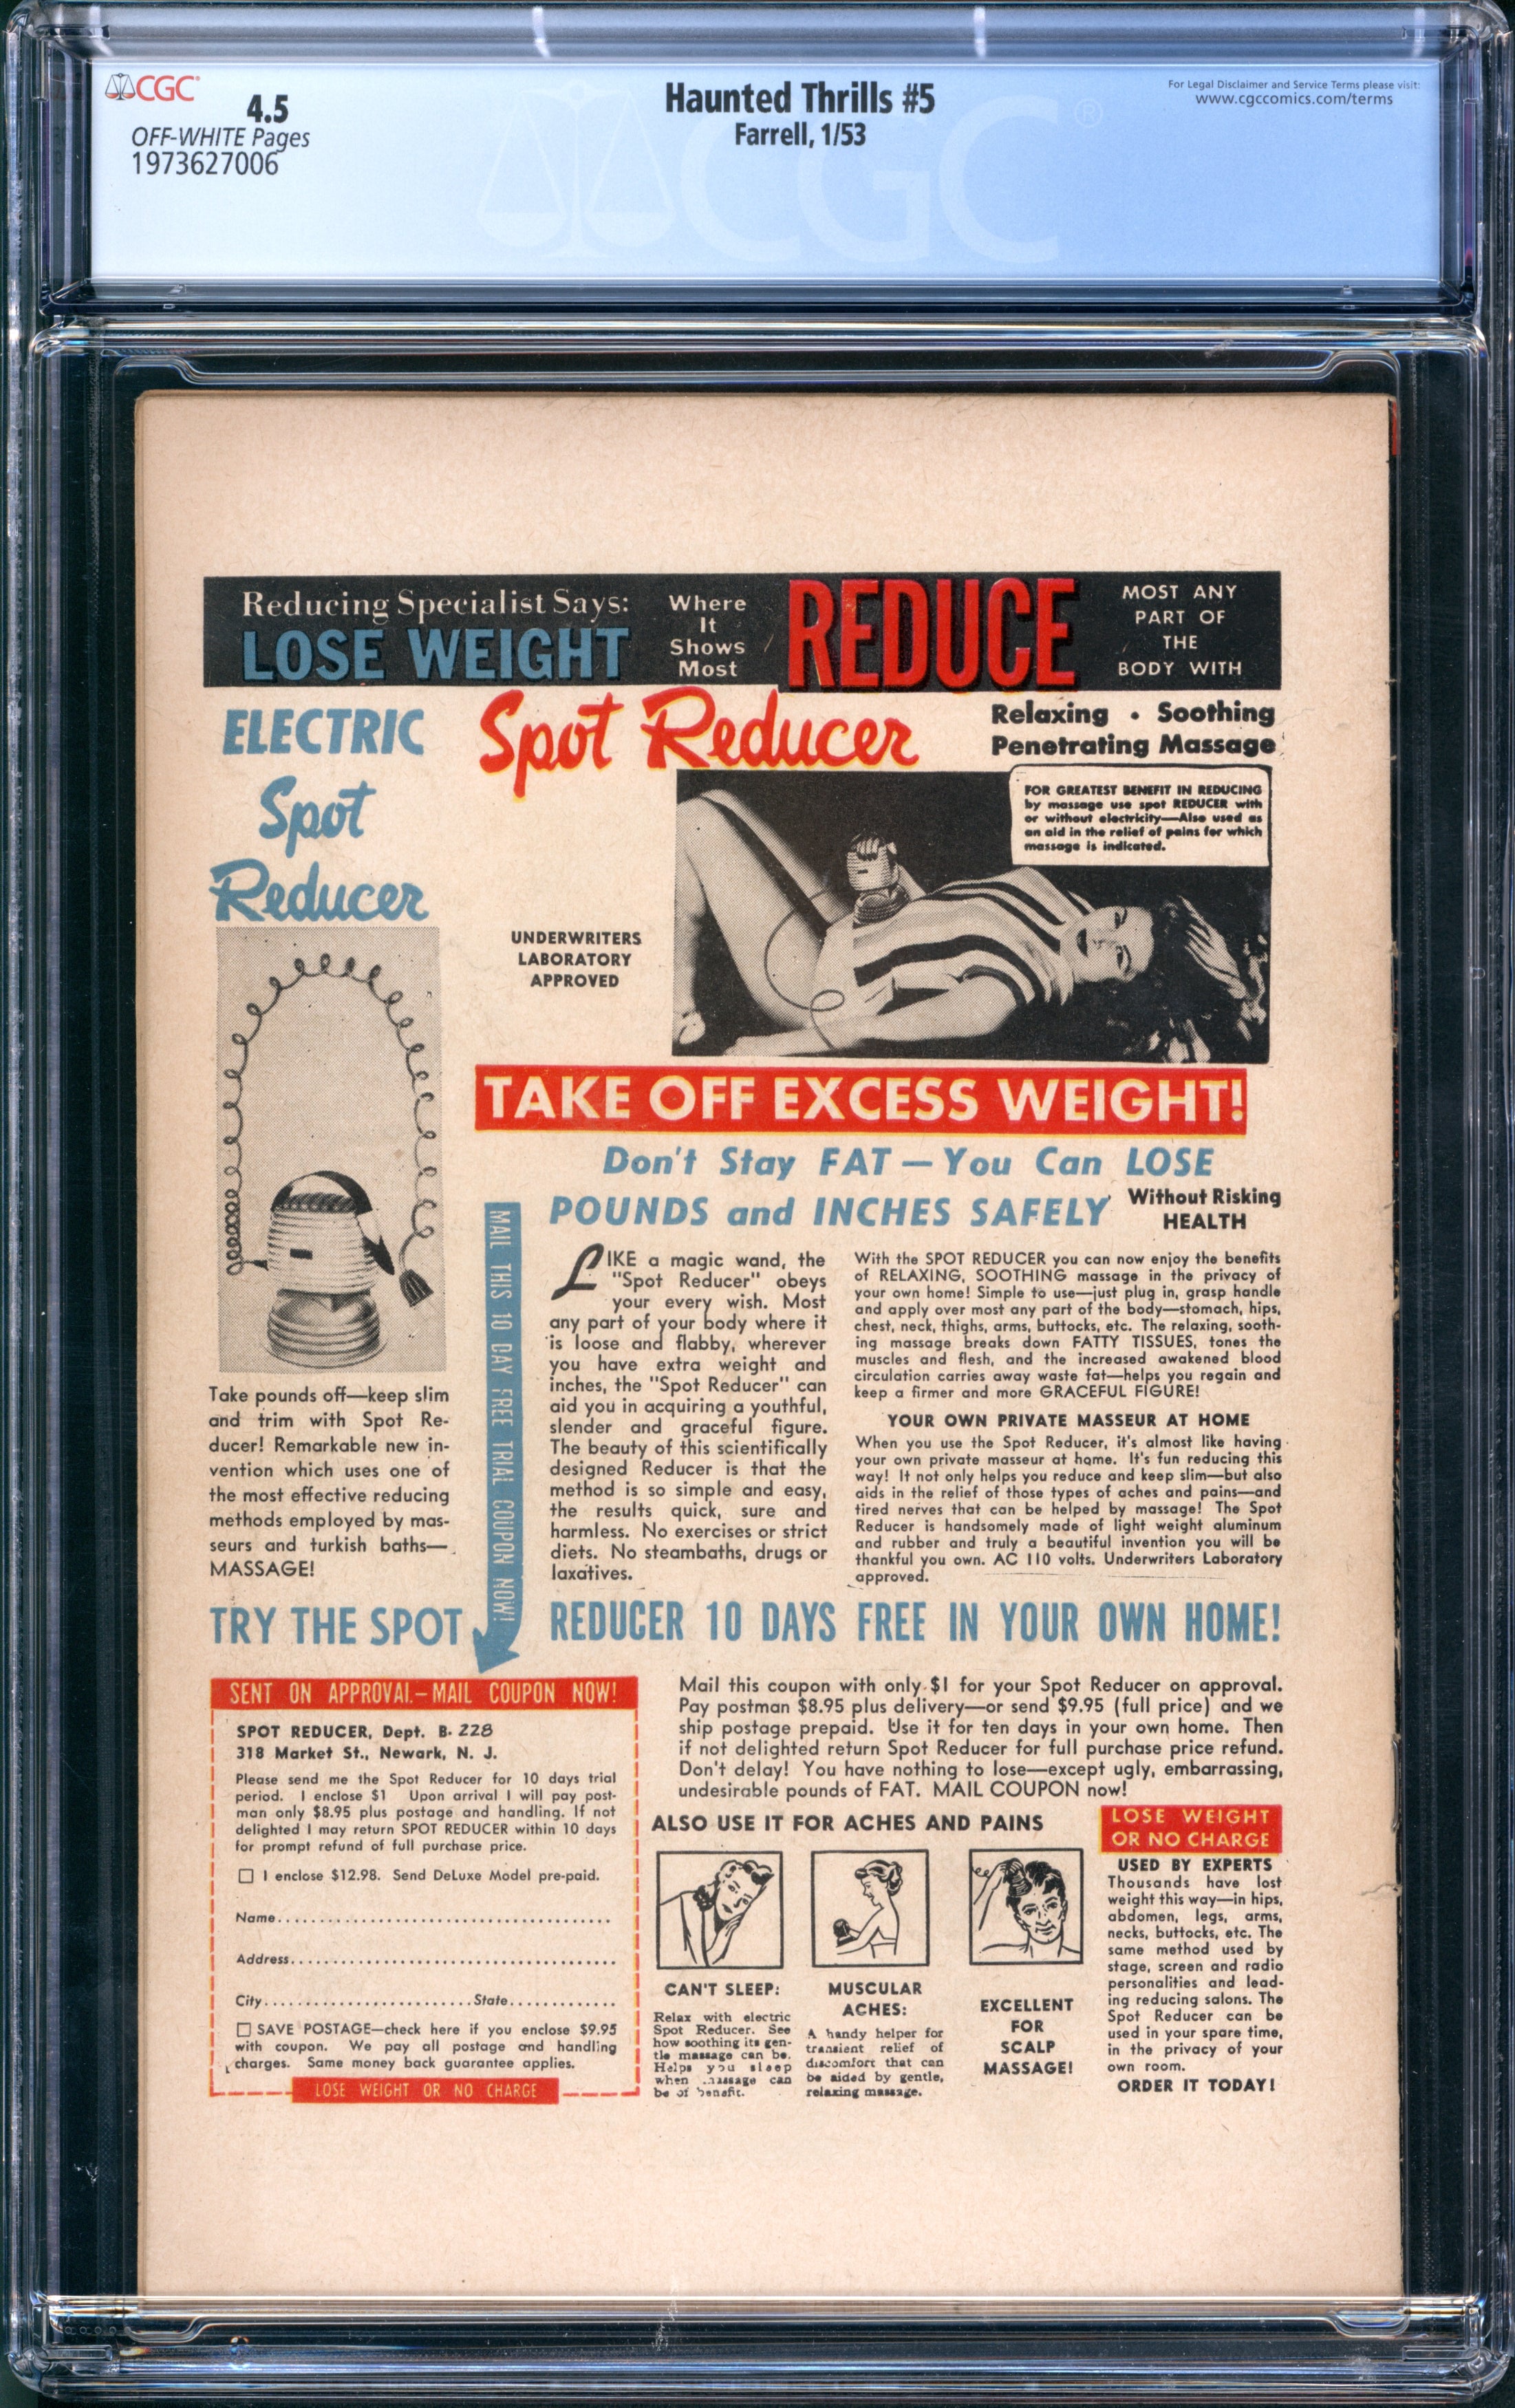 CGC
4.5
OFF-WHITE Pages
1973627006
Haunted Thrills #5
Farrell, 1/53
For Legal Disclaimer and Service Terms please visit:
www.cgccomics.com/terms
CGC®
Reducing Specialist Says:
LOSE WEIGHT
Where
It
Shows
Most
REDUCE
MOST ANY
PART OF
THE
BODY WITH
ELECTRIC
Spot
Reducer
Spot Reducer
Relaxing • Soothing
Penetrating Massage
FOR GREATEST BENEFIT IN REDUCING
by massage use spot REDUCER with
or without electricity—Also used as
an aid in the relief of pains for which
massage is indicated.
UNDERWRITERS
LABORATORY
APPROVED
TAKE OFF EXCESS WEIGHT!
Don't Stay FAT — You Can LOSE
POUNDS and INCHES SAFELY
Without Risking
HEALTH
Take pounds off—keep slim
and trim with Spot Re-
ducer! Remarkable new in-
vention which uses one of
the most effective reducing
methods employed by mas-
seurs and turkish baths—
MASSAGE!
MAIL THIS 10 DAY FREE TRIAL COUPON NOW!
LIKE a magic wand, the
"Spot Reducer" obeys
your every wish. Most
any part of your body where it
is loose and flabby, wherever
you have extra weight and
inches, the "Spot Reducer" can
aid you in acquiring a youthful,
slender and graceful figure.
The beauty of this scientifically
designed Reducer is that the
method is so simple and easy,
the results quick, sure and
harmless. No exercises or strict
diets. No steambaths, drugs or
laxatives.
With the SPOT REDUCER you can now enjoy the benefits
of RELAXING, SOOTHING massage in the privacy of
your own home! Simple to use—just plug in, grasp handle
and apply over most any part of the body—stomach, hips,
chest, neck, thighs, arms, buttocks, etc. The relaxing, sooth-
ing massage breaks down FATTY TISSUES, tones the
muscles and flesh, and the increased awakened blood
circulation carries away waste fat—helps you regain and
keep a firmer and more GRACEFUL FIGURE!
YOUR OWN PRIVATE MASSEUR AT HOME
When you use the Spot Reducer, it's almost like having
your own private masseur at home. It's fun reducing this
way! It not only helps you reduce and keep slim—but also
aids in the relief of those types of aches and pains—and
tired nerves that can be helped by massage! The Spot
Reducer is handsomely made of light weight aluminum
and rubber and truly a beautiful invention you will be
thankful you own. AC 110 volts. Underwriters Laboratory
approved.
TRY THE SPOT REDUCER 10 DAYS FREE IN YOUR OWN HOME!
SENT ON APPROVAL—MAIL COUPON NOW!
SPOT REDUCER, Dept. B- 228
318 Market St., Newark, N. J.
Please send me the Spot Reducer for 10 days trial
period. I enclose $1 Upon arrival I will pay post-
man only $8.95 plus postage and handling. If not
delighted I may return SPOT REDUCER within 10 days
for prompt refund of full purchase price.
I enclose $12.98. Send DeLuxe Model pre-paid.
Name
Address
City State
SAVE POSTAGE—check here if you enclose $9.95
with coupon. We pay all postage and handling
charges. Same money back guarantee applies.
LOSE WEIGHT OR NO CHARGE
Mail this coupon with only $1 for your Spot Reducer on approval.
Pay postman $8.95 plus delivery—or send $9.95 (full price) and we
ship postage prepaid. Use it for ten days in your own home. Then
if not delighted return Spot Reducer for full purchase price refund.
Don't delay! You have nothing to lose—except ugly, embarrassing,
undesirable pounds of FAT. MAIL COUPON now!
ALSO USE IT FOR ACHES AND PAINS
CAN'T SLEEP:
Relax with electric
Spot Reducer. See
how soothing its gen-
tle massage can be.
Helps you sleep
when massage can
be of benefit.
MUSCULAR
ACHES:
A handy helper for
transient relief of
discomfort that can
be aided by gentle,
relaxing massage.
EXCELLENT
FOR
SCALP
MASSAGE!
LOSE WEIGHT
OR NO CHARGE
USED BY EXPERTS
Thousands have lost
weight this way—in hips,
abdomen, legs, arms,
necks, buttocks, etc. The
same method used by
stage, screen and radio
personalities and lead-
ing reducing salons. The
Spot Reducer can be
used in your spare time,
in the privacy of your
own room.
ORDER IT TODAY!